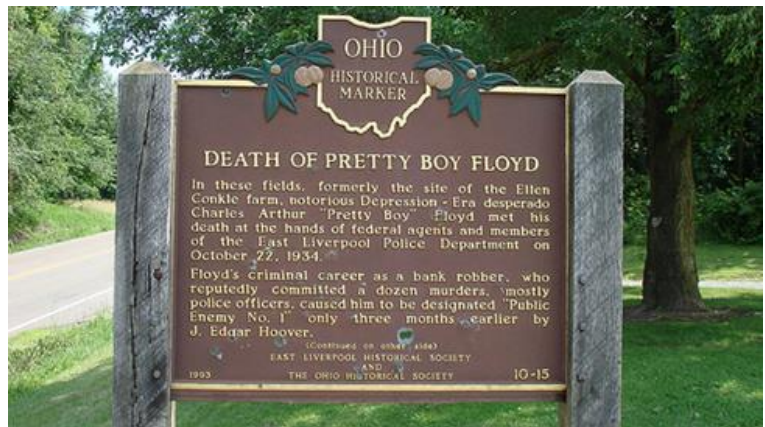 OHIO
HISTORICAL
MARKER
DEATH OF PRETTY BOY FLOYD
In these fields, formerly the site of the Ellen
Conkle farm, notorious Depression - Era desperado
Charles Arthur "Pretty Boy" Floyd met his
death at the hands of federal agents and members
of the East Liverpool Police Department on
October 22, 1934.
Floyd's criminal career as a bank robber, who
reputedly committed a dozen murders, mostly
police officers, caused him to be designated "Public
Enemy No. 1" only three months earlier by
J. Edgar Hoover.
(Continued on other side)
EAST LIVERPOOL HISTORICAL SOCIETY
AND
1993 THE OHIO HISTORICAL SOCIETY 10-15